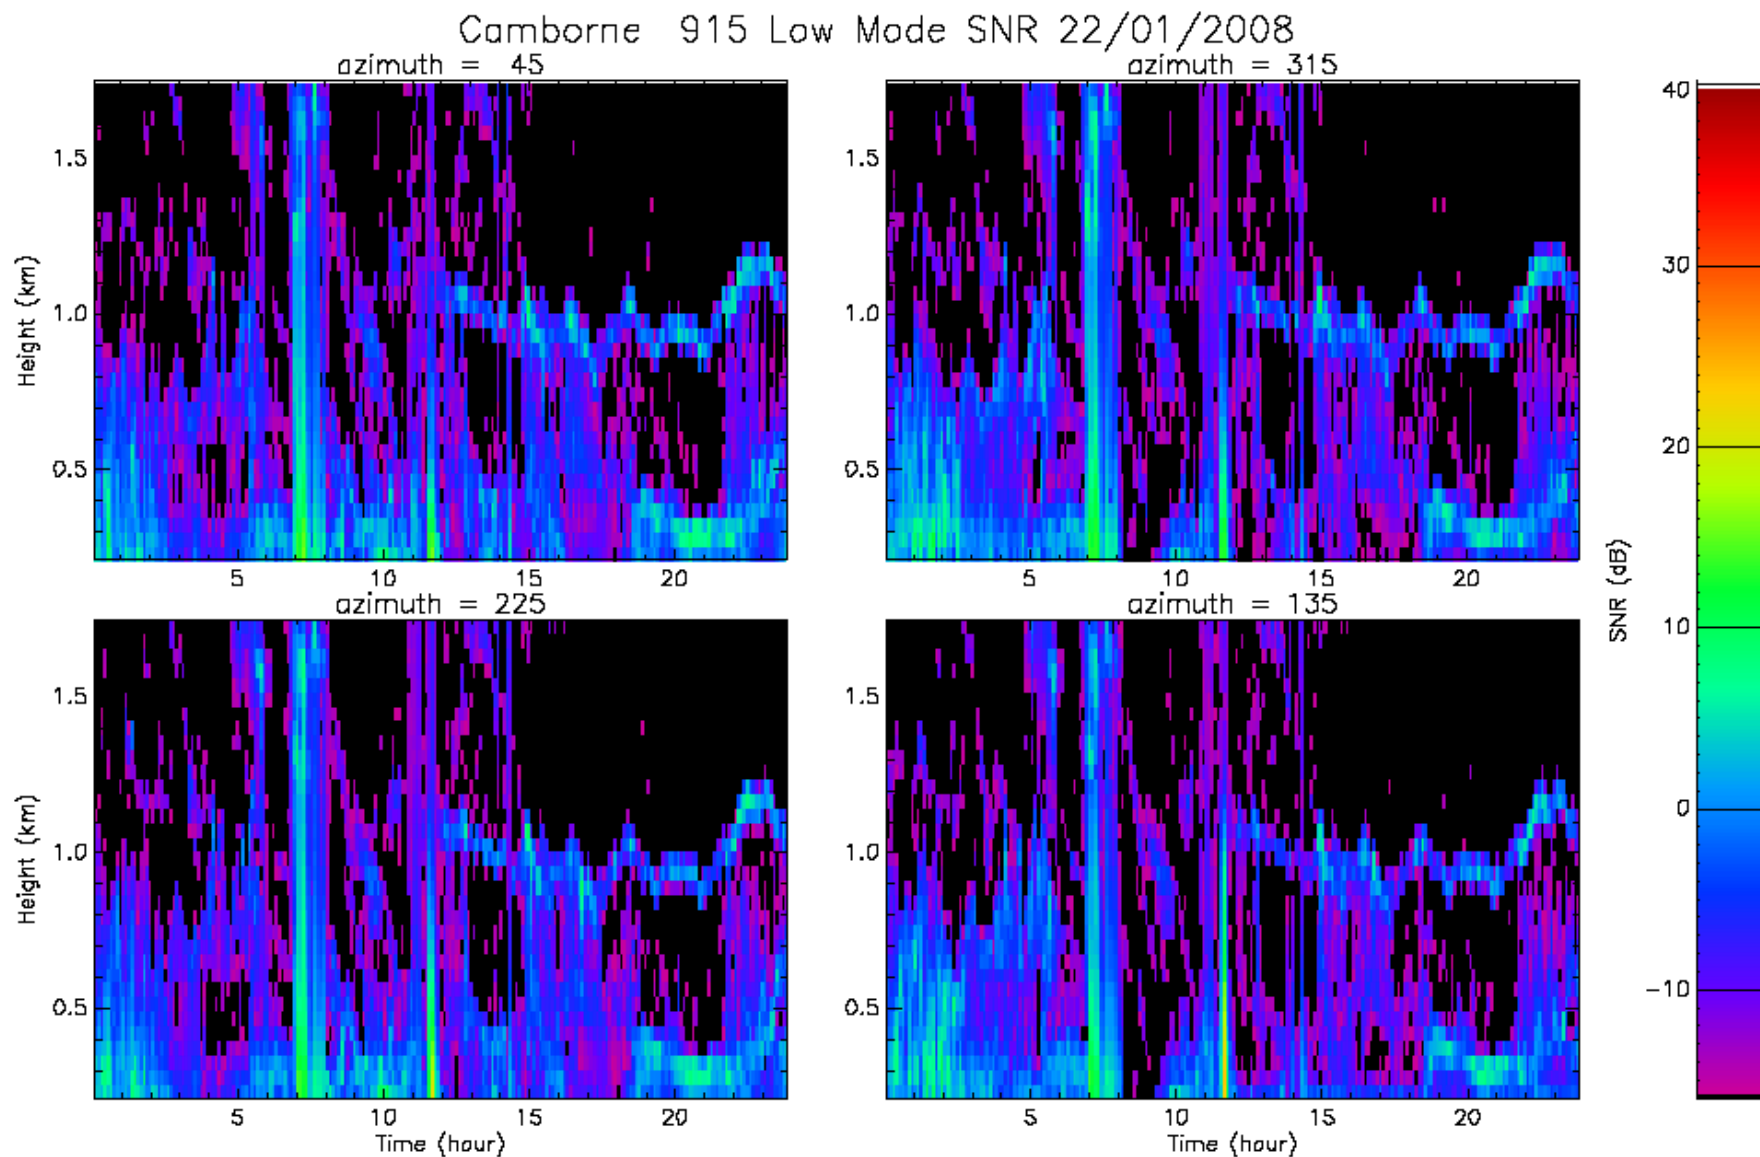 Camborne 915 Low Mode SNR 22/01/2008
azimuth = 45
azimuth = 315
Height (km)
1.5
1.0
0.5
5 10 15 20
1.5
1.0
0.5
5 10 15 20
azimuth = 225
azimuth = 135
Height (km)
1.5
1.0
0.5
5 10 15 20
Time (hour)
1.5
1.0
0.5
5 10 15 20
Time (hour)
SNR (dB)
40
30
20
10
0
-10